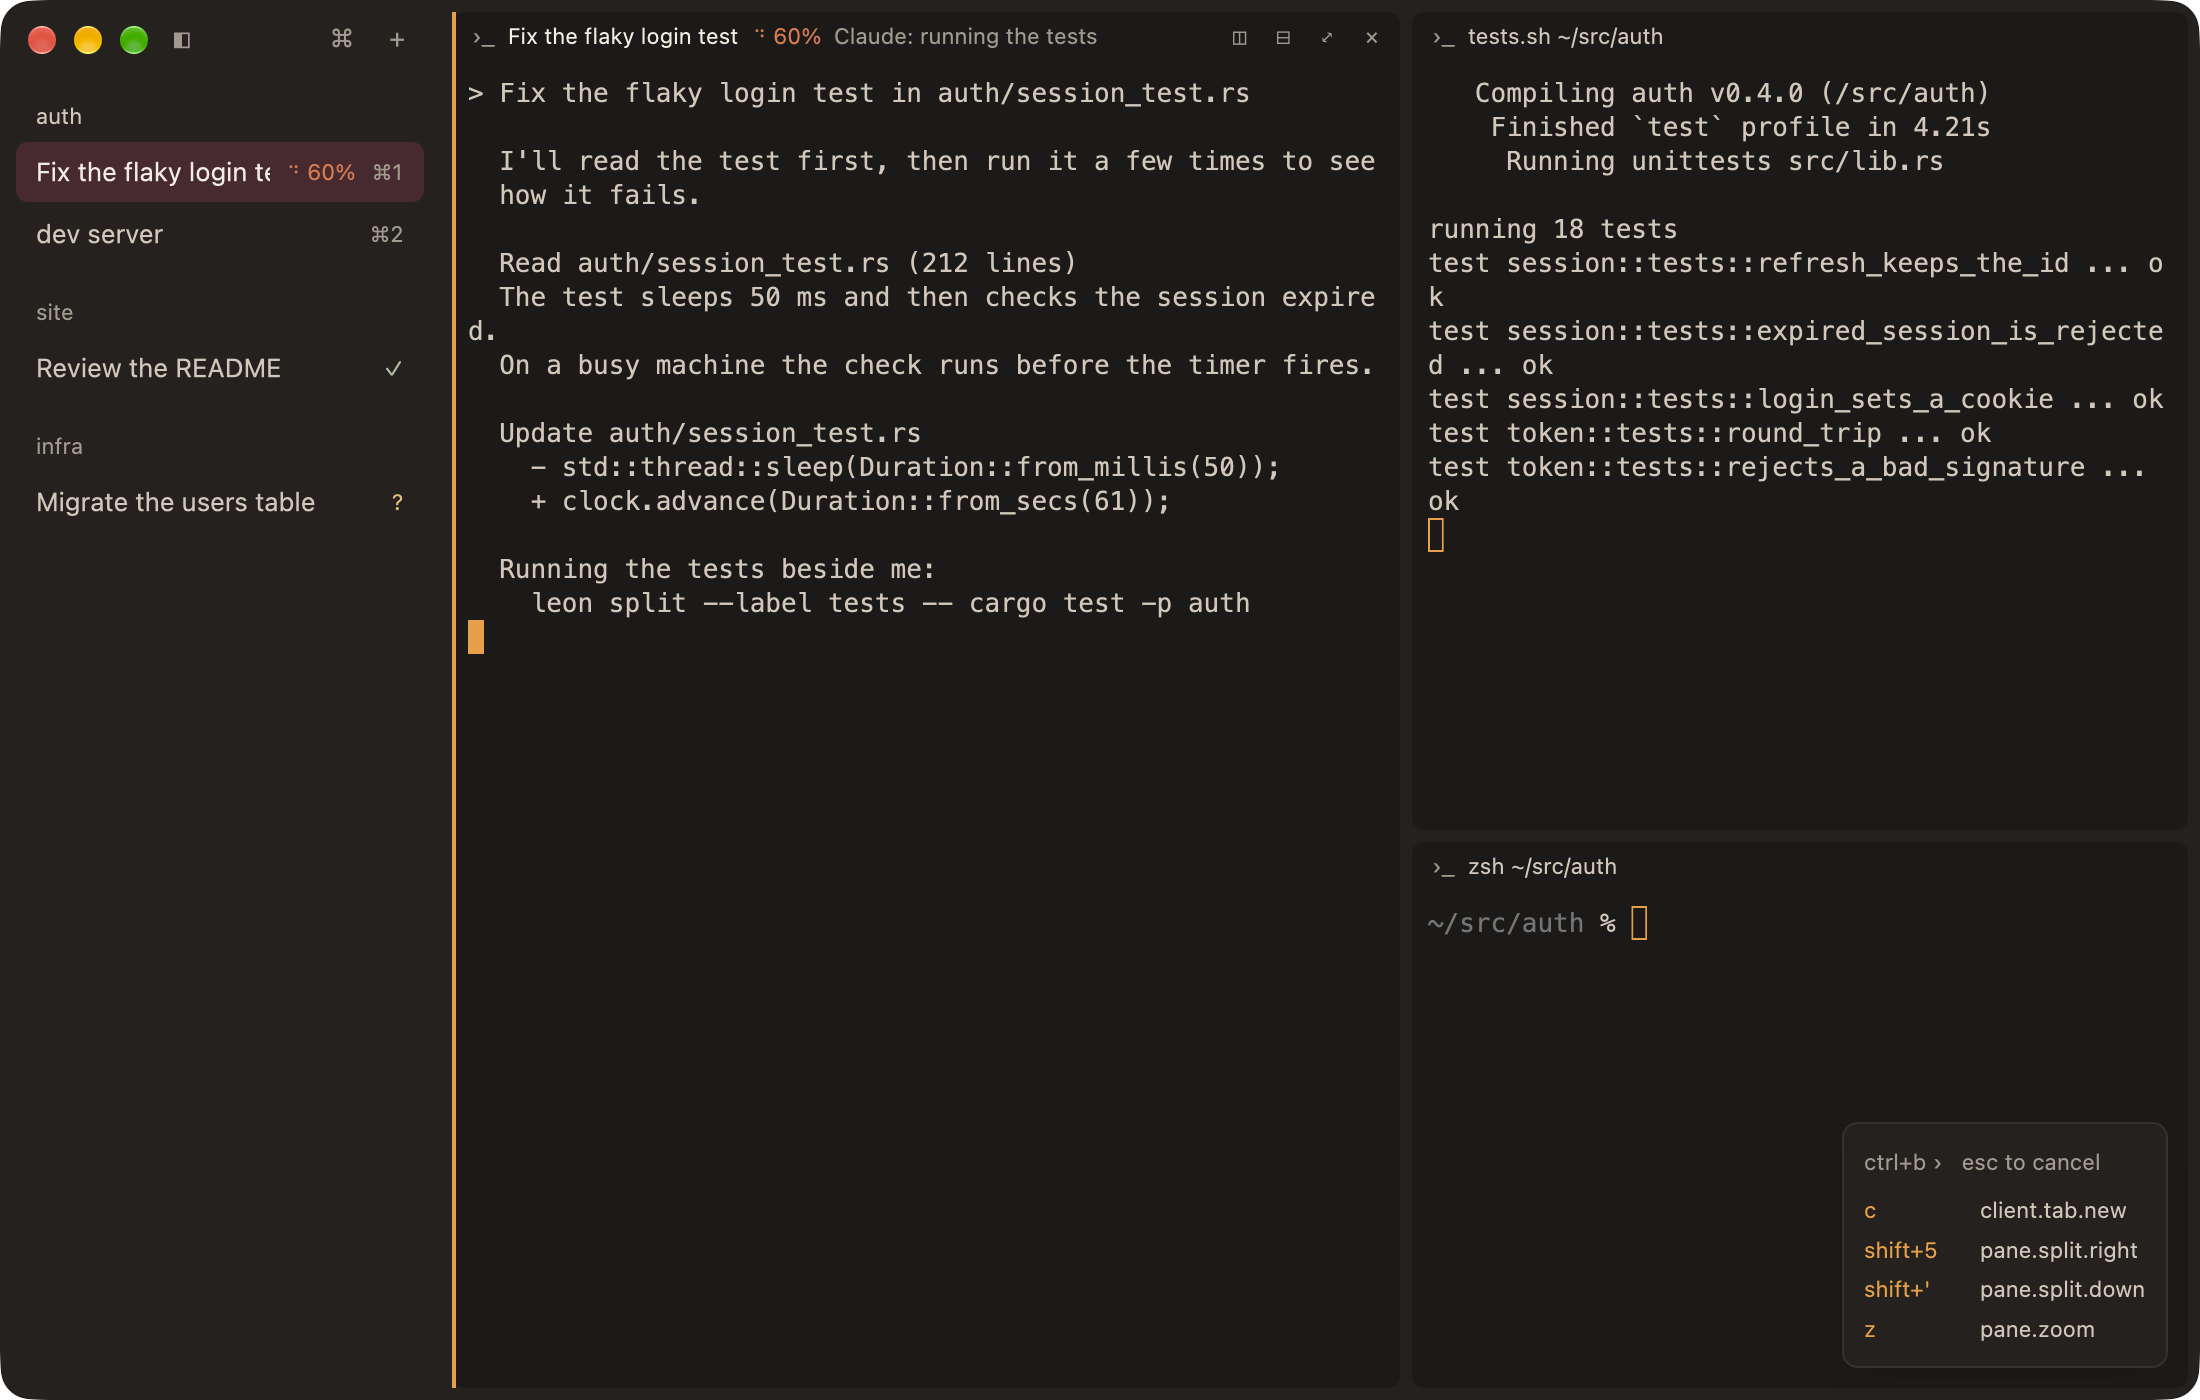 ⌘ +
auth
Fix the flaky login te 60% ⌘1
dev server ⌘2
site
Review the README ✓
infra
Migrate the users table ?
›_ Fix the flaky login test 60% Claude: running the tests
> Fix the flaky login test in auth/session_test.rs
I'll read the test first, then run it a few times to see
how it fails.
Read auth/session_test.rs (212 lines)
The test sleeps 50 ms and then checks the session expire
d.
On a busy machine the check runs before the timer fires.
Update auth/session_test.rs
- std::thread::sleep(Duration::from_millis(50));
+ clock.advance(Duration::from_secs(61));
Running the tests beside me:
leon split --label tests -- cargo test -p auth
›_ tests.sh ~/src/auth
Compiling auth v0.4.0 (/src/auth)
Finished `test` profile in 4.21s
Running unittests src/lib.rs
running 18 tests
test session::tests::refresh_keeps_the_id ... o
k
test session::tests::expired_session_is_rejecte
d ... ok
test session::tests::login_sets_a_cookie ... ok
test token::tests::round_trip ... ok
test token::tests::rejects_a_bad_signature ...
ok
›_ zsh ~/src/auth
~/src/auth %
ctrl+b › esc to cancel
c client.tab.new
shift+5 pane.split.right
shift+' pane.split.down
z pane.zoom